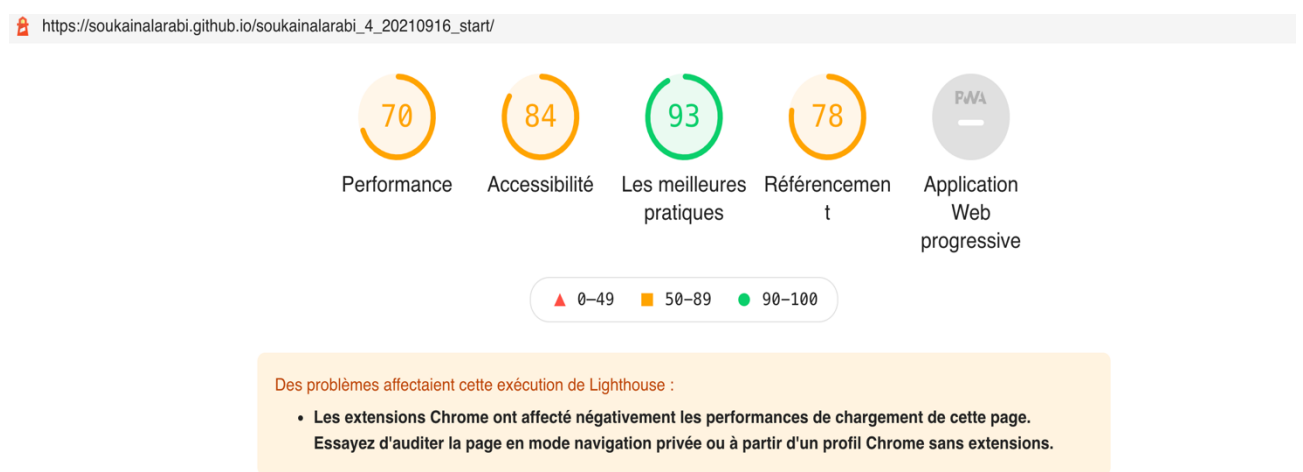 https://soukainalarabi.github.io/soukainalarabi_4_20210916_start/
70 84 93 78 PWA
Performance Accessibilité Les meilleures pratiques Référencemen
t Application Web progressive
0–49 50–89 90–100
Des problèmes affectaient cette exécution de Lighthouse :
• Les extensions Chrome ont affecté négativement les performances de chargement de cette page.
Essayez d'auditer la page en mode navigation privée ou à partir d'un profil Chrome sans extensions.